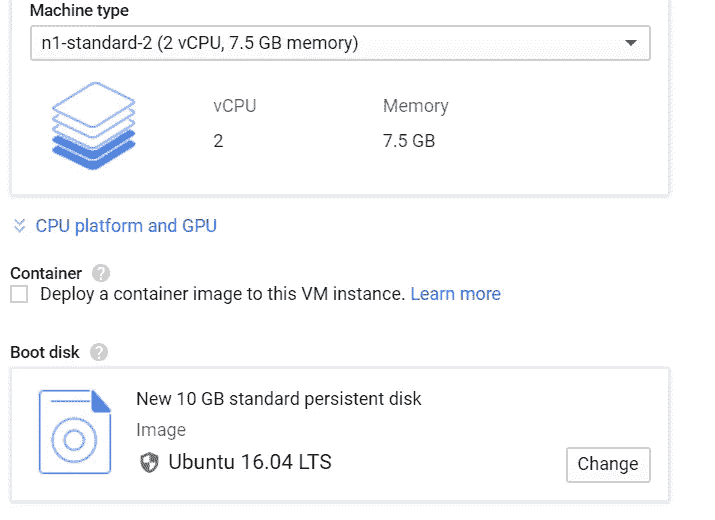 Machine type
n1-standard-2 (2 vCPU, 7.5 GB memory)
vCPU Memory
2 7.5 GB
CPU platform and GPU
Container ?
Deploy a container image to this VM instance. Learn more
Boot disk ?
New 10 GB standard persistent disk
Image
Ubuntu 16.04 LTS
Change